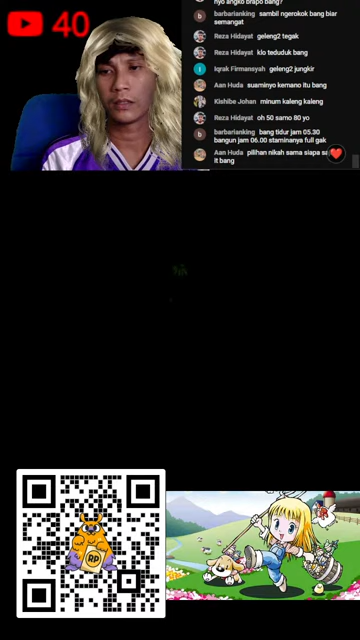 40
nyo angko brapo bang?
barbarianking sambil ngerokok bang biar
semangat
Reza Hidayat geleng2 tegak
Reza Hidayat klo teduduk bang
Iqrak Firmansyah geleng2 jungkir
Aan Huda suaminyo kemano itu bang
Kishibe Johan minum kaleng kaleng
Reza Hidayat oh 50 samo 80 yo
barbarianking bang tidur jam 05.30
bangun jam 06.00 staminanya full gak
Aan Huda pilihan nikah sama siapa
it bang
RP